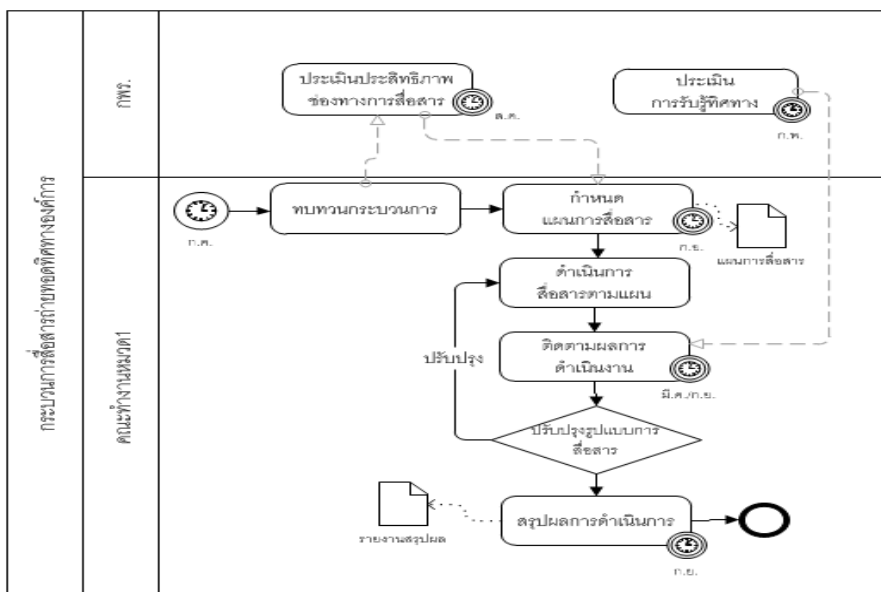 กระบวนการสื่อสารถ่ายทอดทิศทางองค์การ
กพร.
ประเมินประสิทธิภาพ
ช่องทางการสื่อสาร
ส.ค.
ประเมิน
การรับรู้ทิศทาง
ก.พ.
คณะทำงานหมวด1
ก.ค.
ทบทวนกระบวนการ
กำหนด
แผนการสื่อสาร
ก.ย.
แผนการสื่อสาร
ดำเนินการ
สื่อสารตามแผน
ปรับปรุง
ติดตามผลการ
ดำเนินงาน
มี.ค./ก.ย.
ปรับปรุงรูปแบบการ
สื่อสาร
รายงานสรุปผล
สรุปผลการดำเนินการ
ก.ย.